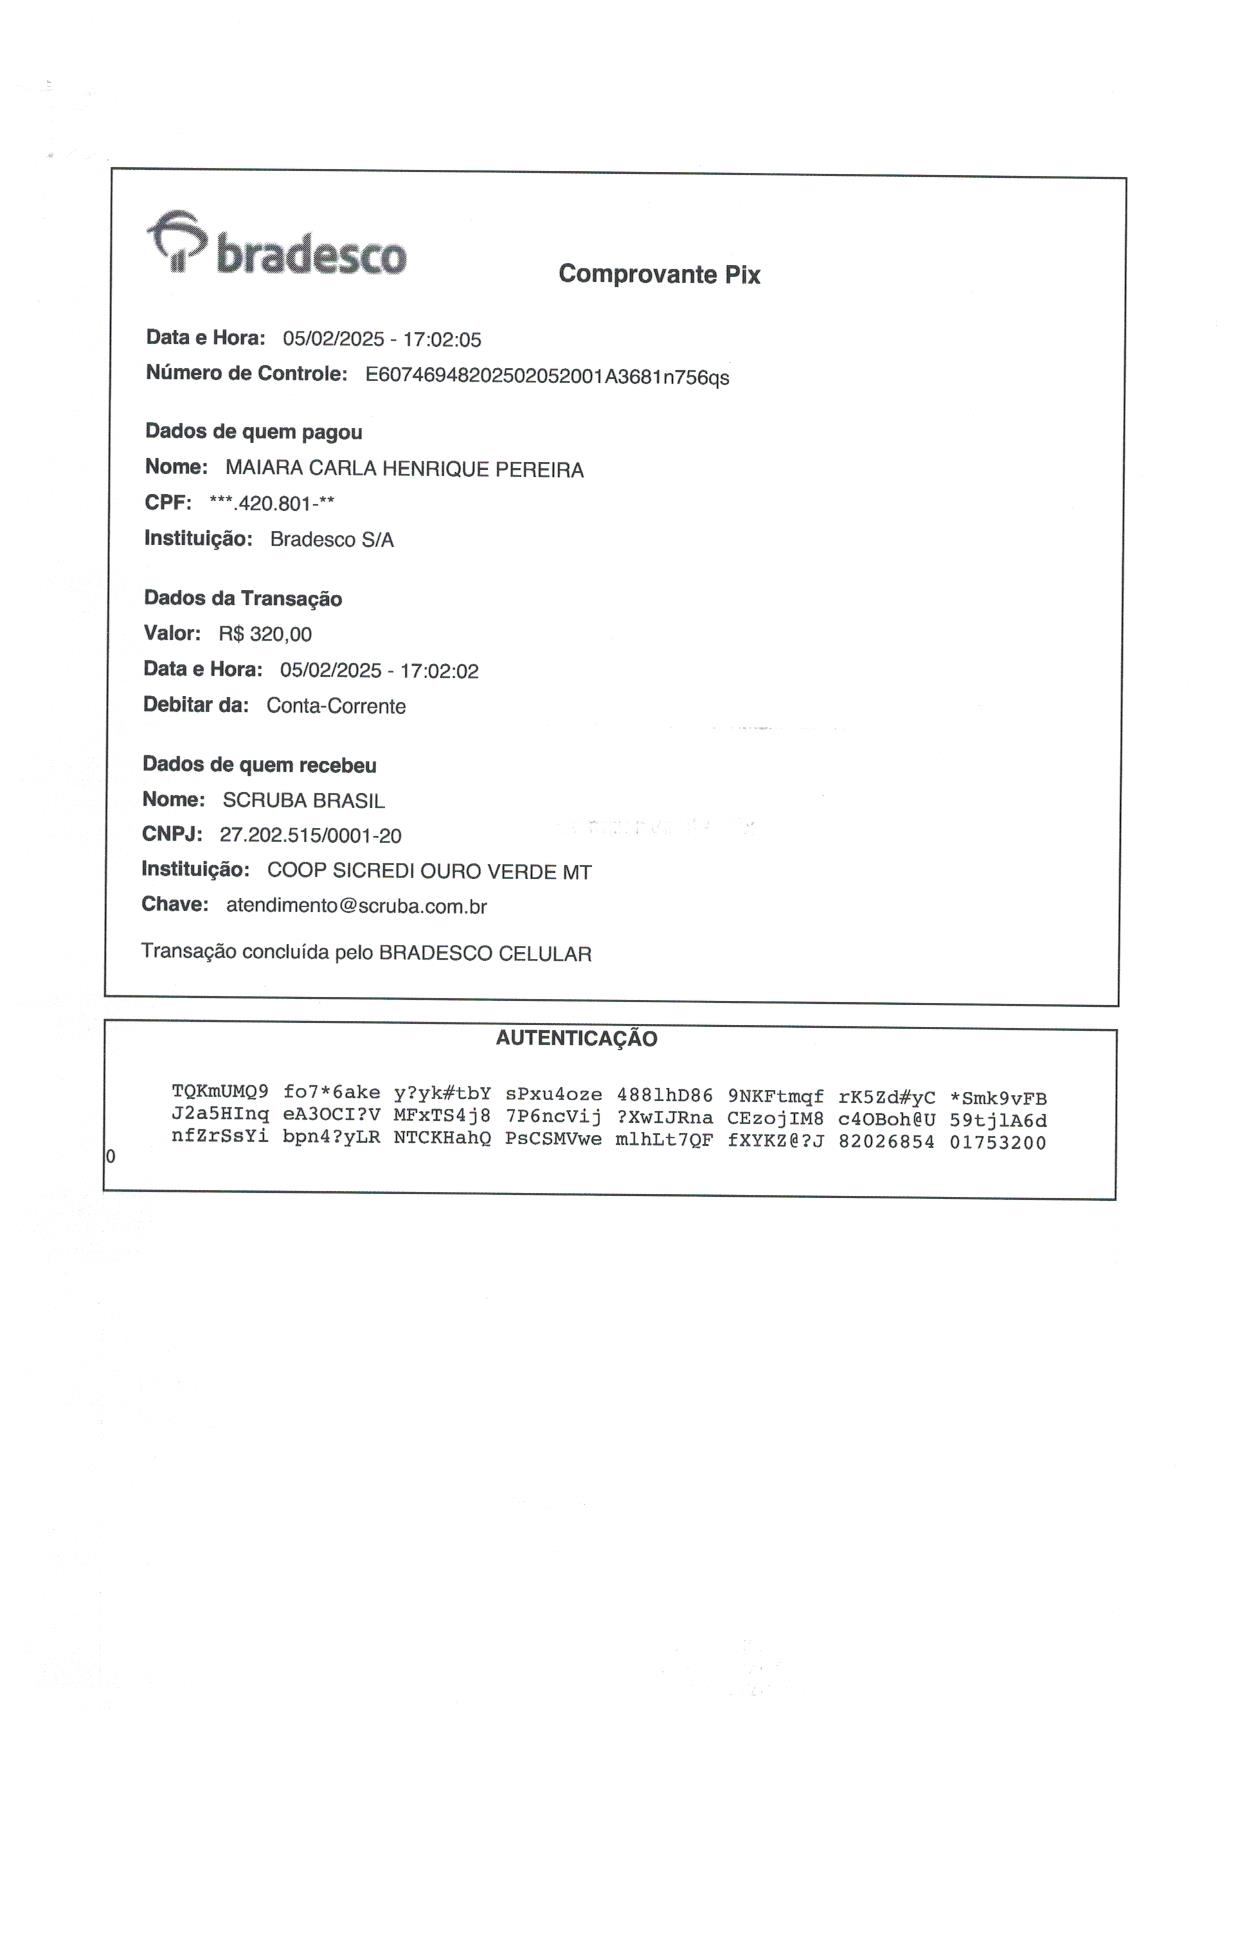 bradesco
Comprovante Pix
Data e Hora: 05/02/2025 - 17:02:05
Número de Controle: E60746948202502052001A3681n756qs
Dados de quem pagou
Nome: MAIARA CARLA HENRIQUE PEREIRA
CPF: ***.420.801-**
Instituição: Bradesco S/A
Dados da Transação
Valor: R$ 320,00
Data e Hora: 05/02/2025 - 17:02:02
Debitar da: Conta-Corrente
Dados de quem recebeu
Nome: SCRUBA BRASIL
CNPJ: 27.202.515/0001-20
Instituição: COOP SICREDI OURO VERDE MT
Chave: atendimento@scruba.com.br
Transação concluída pelo BRADESCO CELULAR
AUTENTICAÇÃO
TQKmUMQ9 fo7*6ake y?yk#tbY sPxu4oze 488lhD86 9NKFtmqf rK5Zd#yC *Smk9vFB
J2a5HInq eA3OCI?V MFxTS4j8 7P6ncVij ?XwIJRna CEzojIM8 c4OBoh@U 59tjlA6d
nfZrSsYi bpn4?yLR NTCKHahQ PsCSMVwe mlhLt7QF fXYKZ@?J 82026854 01753200
0